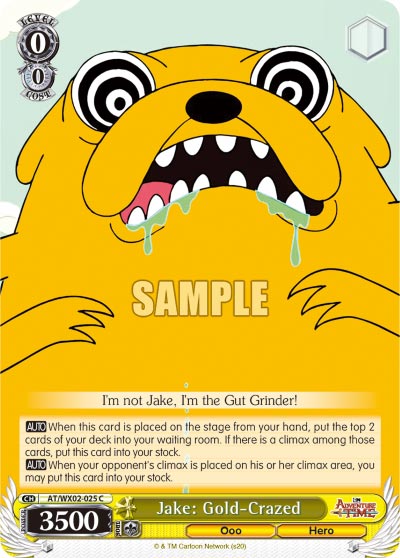 LEVEL
0
0
COST
SAMPLE
I'm not Jake, I'm the Gut Grinder!
AUTO When this card is placed on the stage from your hand, put the top 2
cards of your deck into your waiting room. If there is a climax among those
cards, put this card into your stock.
AUTO When your opponent's climax is placed on his or her climax area, you
may put this card into your stock.
CH AT/WX02-025 C
POWER 3500 SOUL Jake: Gold-Crazed
ADVENTURE TIME
Ooo Hero
© & TM Cartoon Network (s20)